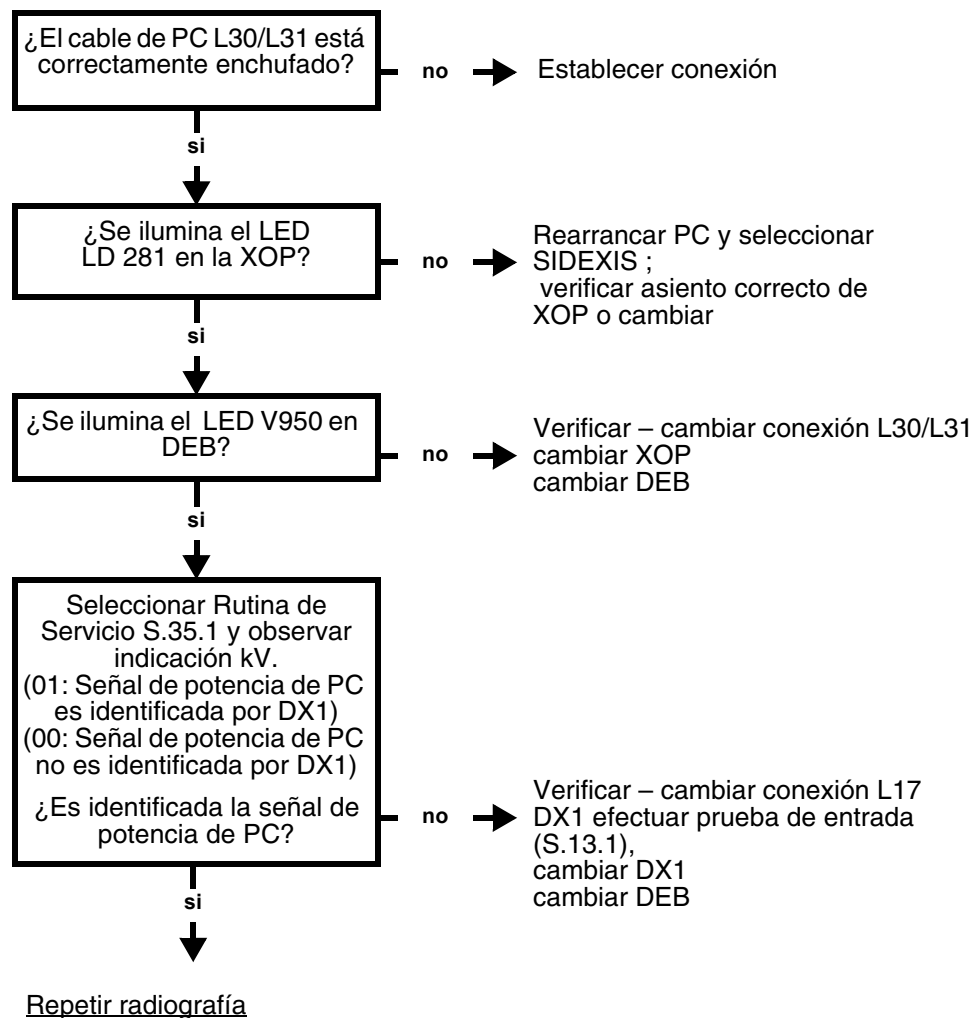 ¿El cable de PC L30/L31 está
correctamente enchufado?
no
Establecer conexión
si
¿Se ilumina el LED
LD 281 en la XOP?
no
Rearrancar PC y seleccionar
SIDEXIS ;
verificar asiento correcto de
XOP o cambiar
si
¿Se ilumina el LED V950 en
DEB?
no
Verificar – cambiar conexión L30/L31
cambiar XOP
cambiar DEB
si
Seleccionar Rutina de
Servicio S.35.1 y observar
indicación kV.
(01: Señal de potencia de PC
es identificada por DX1)
(00: Señal de potencia de PC
no es identificada por DX1)
¿Es identificada la señal de
potencia de PC?
no
Verificar – cambiar conexión L17
DX1 efectuar prueba de entrada
(S.13.1),
cambiar DX1
cambiar DEB
si
Repetir radiografía